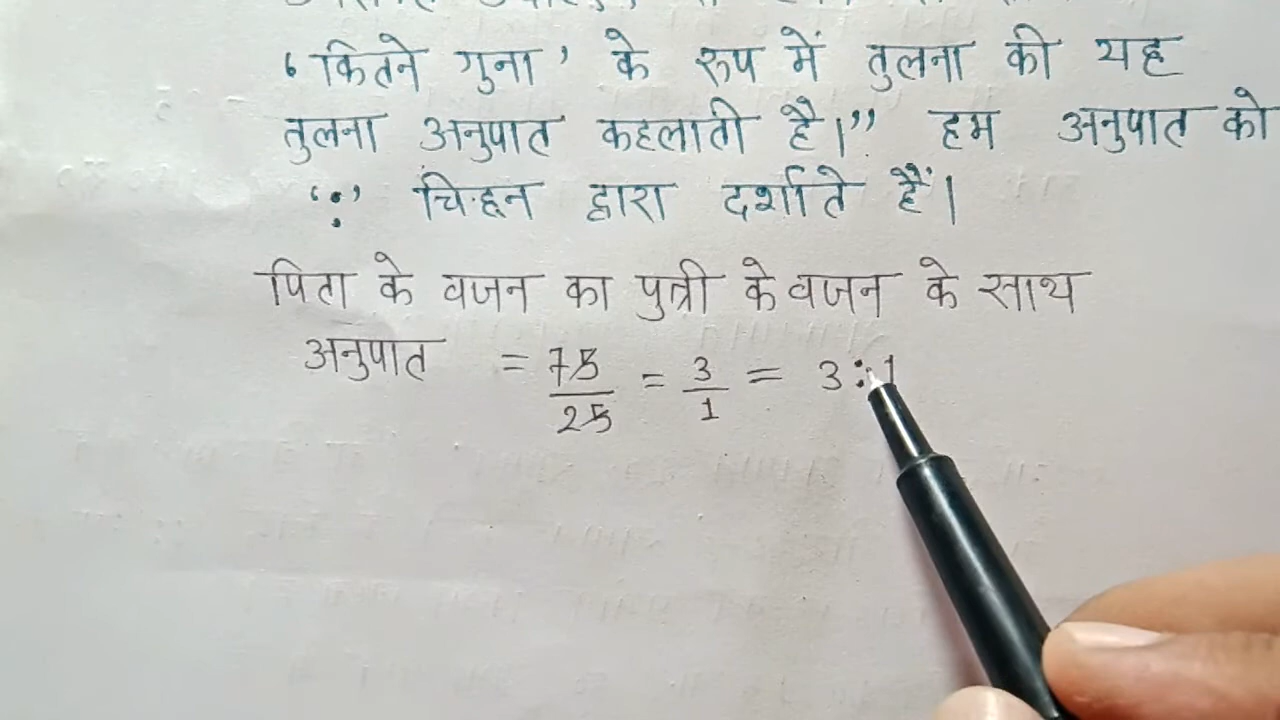 ‘कितने गुना’ के रूप में तुलना की यह
तुलना अनुपात कहलाती है।” हम अनुपात को
‘:’ चिह्न द्वारा दर्शाते हैं।
पिता के वजन का पुत्री के वजन के साथ
अनुपात = 75/25 = 3/1 = 3:1